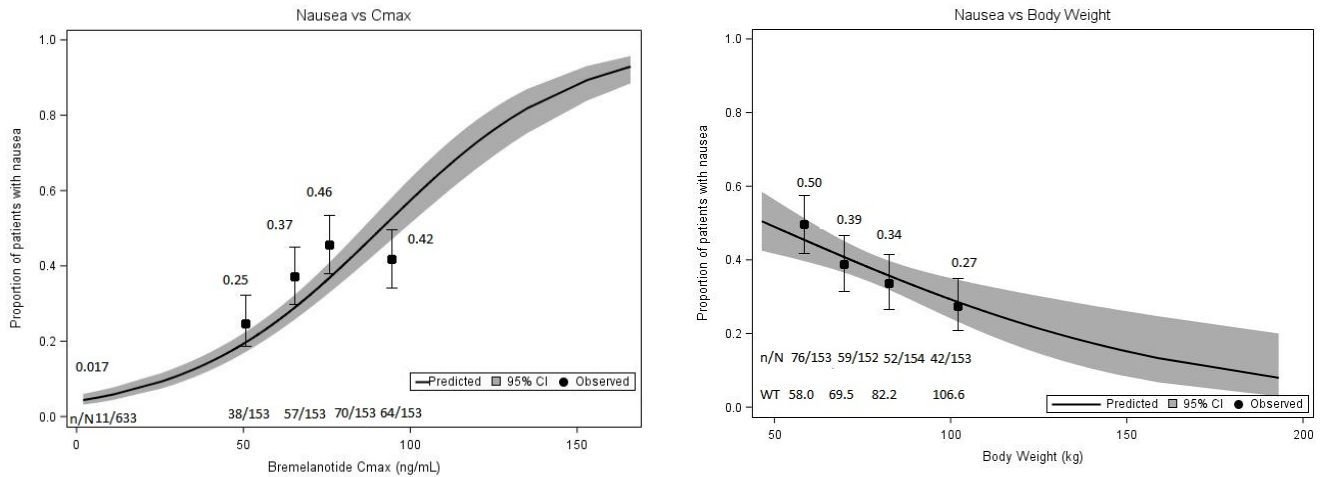 Nausea vs Cmax
Proportion of patients with nausea
1.0
0.8
0.6
0.4
0.2
0.0
0.017
0.25
0.37
0.46
0.42
Predicted 95% CI Observed
n/N 11/633 38/153 57/153 70/153 64/153
0 50 100 150
Bremelanotide Cmax (ng/mL)
Nausea vs Body Weight
Proportion of patients with nausea
1.0
0.8
0.6
0.4
0.2
0.0
0.50
0.39
0.34
0.27
n/N 76/153 59/152 52/154 42/153
WT 58.0 69.5 82.2 106.6
Predicted 95% CI Observed
50 100 150 200
Body Weight (kg)